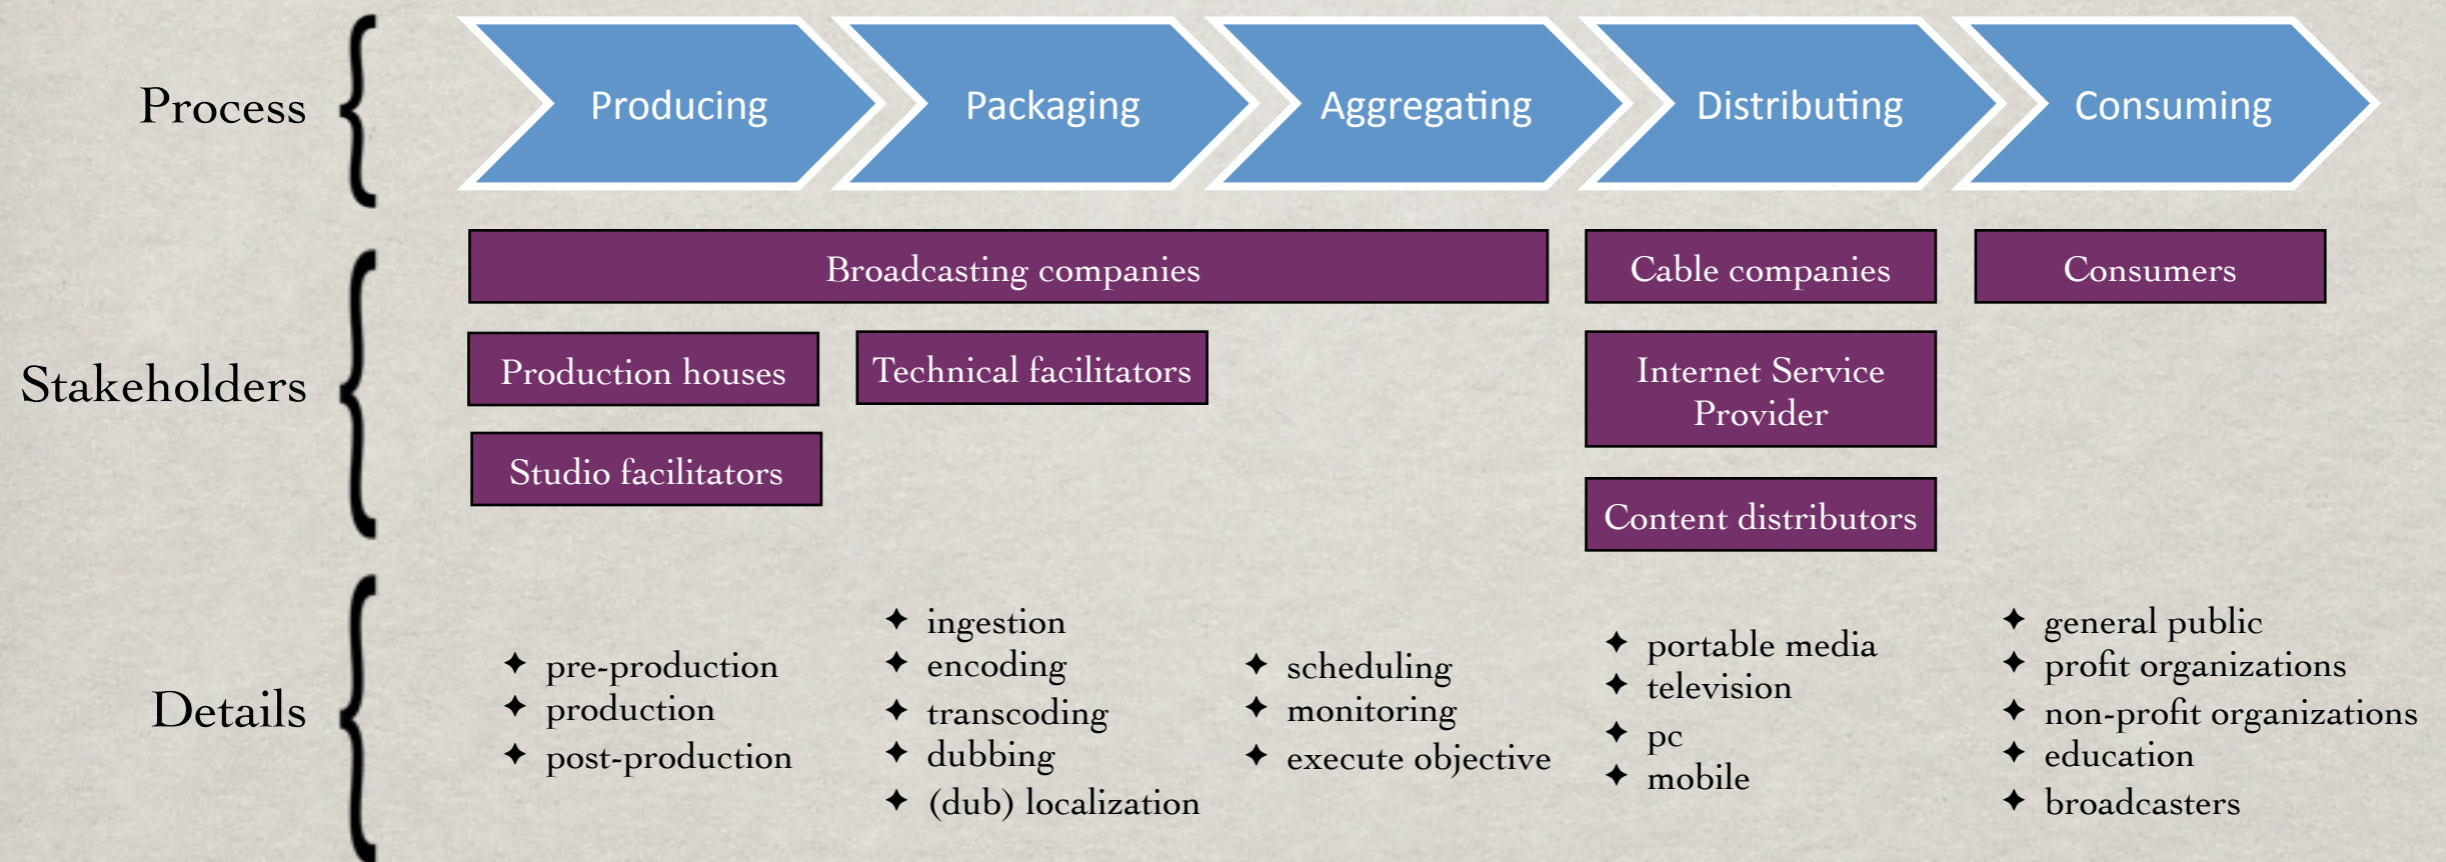 Process
Producing
Packaging
Aggregating
Distributing
Consuming
Stakeholders
Broadcasting companies
Cable companies
Consumers
Production houses
Technical facilitators
Internet Service
Provider
Studio facilitators
Content distributors
Details
✦ pre-production
✦ production
✦ post-production
✦ ingestion
✦ encoding
✦ transcoding
✦ dubbing
✦ (dub) localization
✦ scheduling
✦ monitoring
✦ execute objective
✦ portable media
✦ television
✦ pc
✦ mobile
✦ general public
✦ profit organizations
✦ non-profit organizations
✦ education
✦ broadcasters